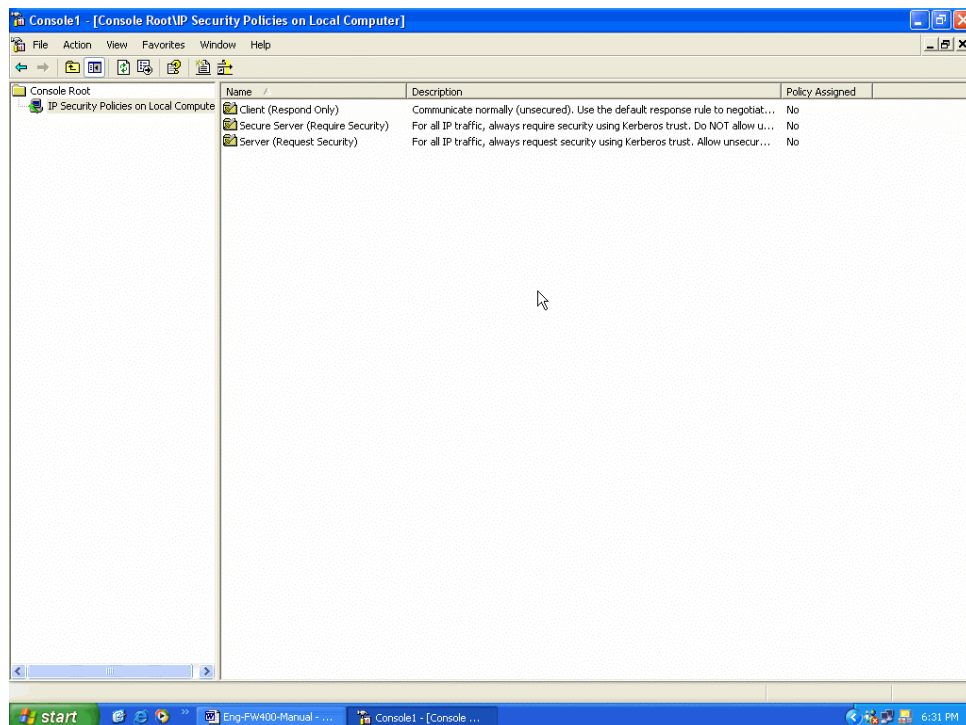 Console1 - [Console Root\IP Security Policies on Local Computer]
File Action View Favorites Window Help
Console Root
IP Security Policies on Local Compute
Name Description Policy Assigned
Client (Respond Only) Communicate normally (unsecured). Use the default response rule to negotiat... No
Secure Server (Require Security) For all IP traffic, always require security using Kerberos trust. Do NOT allow u... No
Server (Request Security) For all IP traffic, always request security using Kerberos trust. Allow unsecur... No
start Eng-FW400-Manual - ... Console1 - [Console ... 6:31 PM